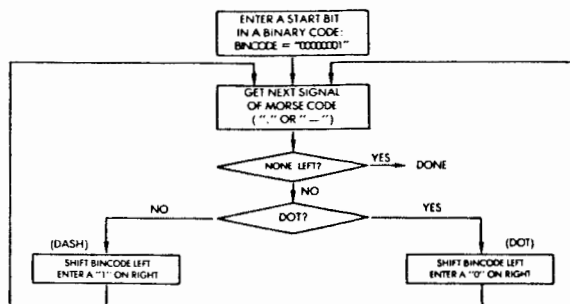 ENTER A START BIT
IN A BINARY CODE:
BINCODE = "00000001"
GET NEXT SIGNAL
OF MORSE CODE
("." OR "—")
NONE LEFT?
YES
DONE
NO
NO
DOT?
YES
(DASH)
(DOT)
SHIFT BINCODE LEFT
ENTER A "1" ON RIGHT
SHIFT BINCODE LEFT
ENTER A "0" ON RIGHT